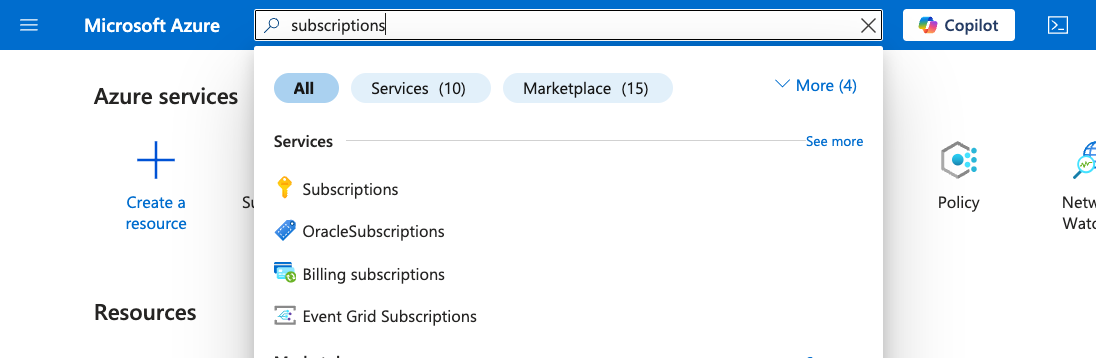 Microsoft Azure
subscriptions
Copilot
All
Services (10)
Marketplace (15)
More (4)
Azure services
Services
See more
Create a
resource
Subscriptions
OracleSubscriptions
Billing subscriptions
Event Grid Subscriptions
Policy
Resources